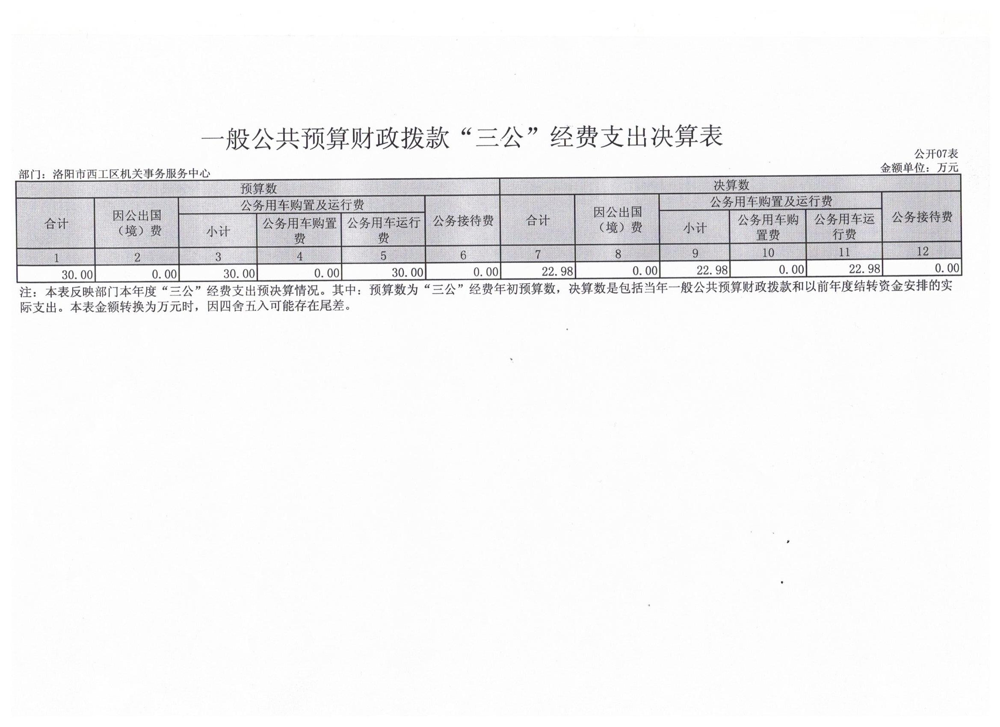 一般公共预算财政拨款“三公”经费支出决算表
公开07表
部门：洛阳市西工区机关事务服务中心 金额单位：万元
预算数 决算数
合计 因公出国（境）费 公务用车购置及运行费 公务接待费 合计 因公出国（境）费 公务用车购置及运行费 公务接待费
小计 公务用车购置费 公务用车运行费 小计 公务用车购置费 公务用车运行费
1 2 3 4 5 6 7 8 9 10 11 12
30.00 0.00 30.00 0.00 30.00 0.00 22.98 0.00 22.98 0.00 22.98 0.00
注：本表反映部门本年度“三公”经费支出预决算情况。其中：预算数为“三公”经费年初预算数，决算数是包括当年一般公共预算财政拨款和以前年度结转资金安排的实
际支出。本表金额转换为万元时，因四舍五入可能存在尾差。